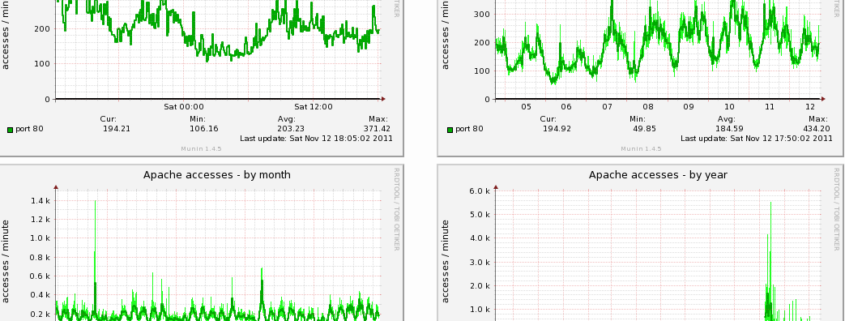 accesses / min
200
100
0
Sat 00:00
Sat 12:00
Cur:
Min:
Avg:
Max:
port 80
194.21
106.16
203.23
371.42
Last update: Sat Nov 12 18:05:02 2011
Munin 1.4.5
accesses / min
300
200
100
0
05
06
07
08
09
10
11
12
Cur:
Min:
Avg:
Max:
port 80
194.92
49.85
184.59
434.20
Last update: Sat Nov 12 17:50:02 2011
Munin 1.4.5
Apache accesses - by month
RRDTOOL / TOBI OETIKER
accesses / minute
1.4 k
1.2 k
1.0 k
0.8 k
0.6 k
0.4 k
0.2 k
Apache accesses - by year
RRDTOOL / TOBI OETIKER
accesses / minute
6.0 k
5.0 k
4.0 k
3.0 k
2.0 k
1.0 k